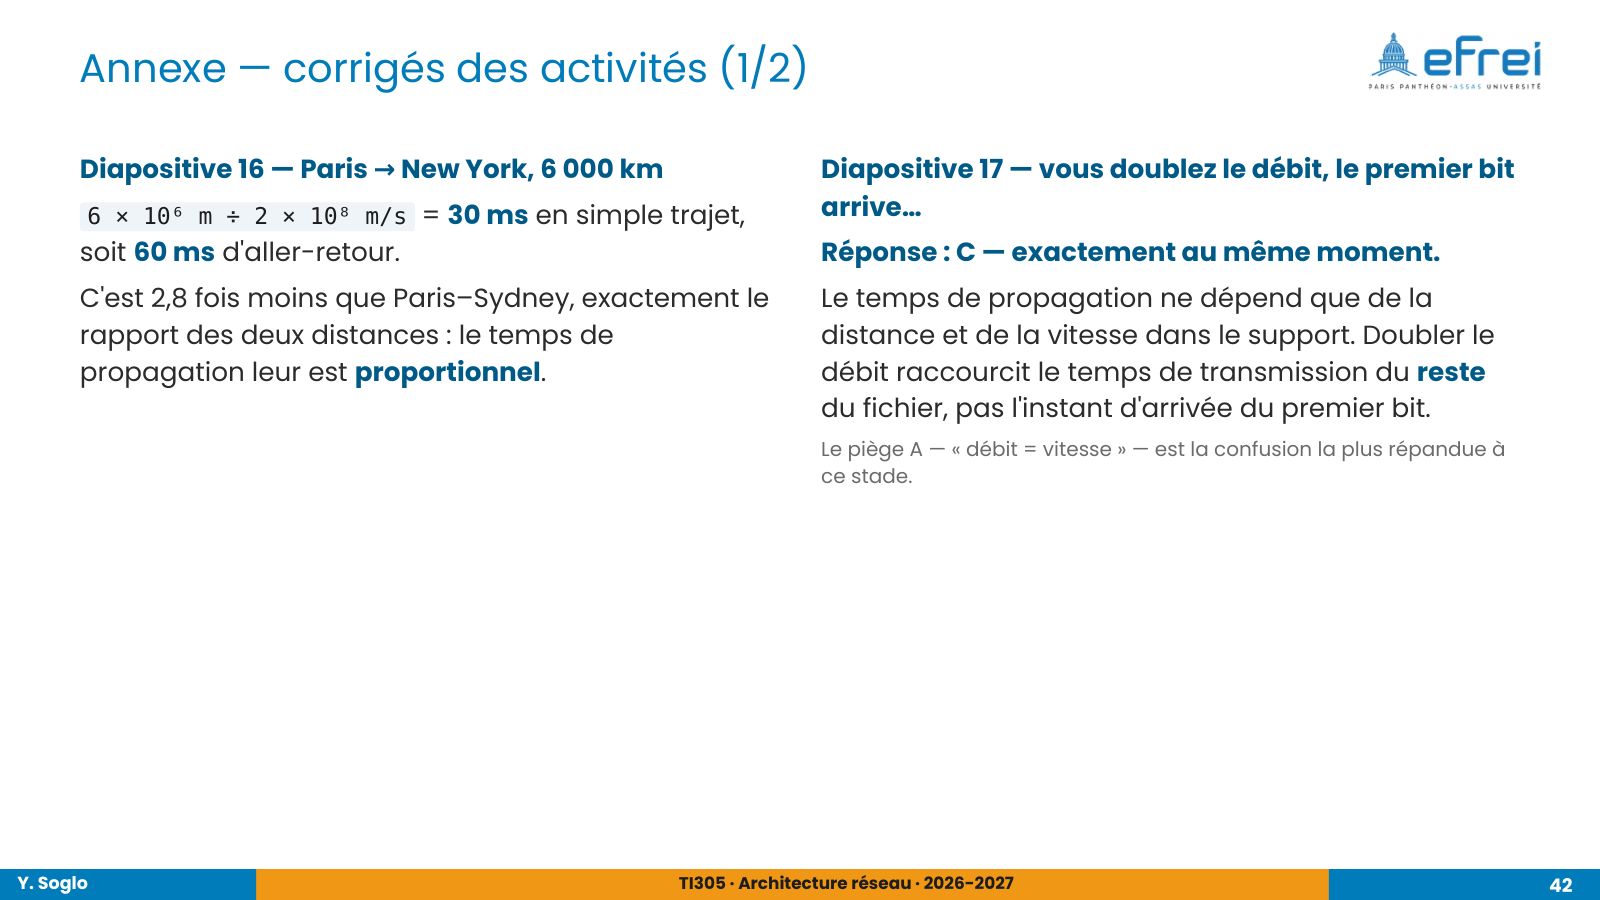 Annexe — corrigés des activités (1/2)
efrei
PARIS PANTHÉON-ASSAS UNIVERSITÉ
Diapositive 16 — Paris → New York, 6 000 km
6 × 10⁶ m ÷ 2 × 10⁸ m/s = 30 ms en simple trajet,
soit 60 ms d'aller-retour.
C'est 2,8 fois moins que Paris–Sydney, exactement le
rapport des deux distances : le temps de
propagation leur est proportionnel.
Diapositive 17 — vous doublez le débit, le premier bit
arrive…
Réponse : C — exactement au même moment.
Le temps de propagation ne dépend que de la
distance et de la vitesse dans le support. Doubler le
débit raccourcit le temps de transmission du reste
du fichier, pas l'instant d'arrivée du premier bit.
Le piège A — « débit = vitesse » — est la confusion la plus répandue à
ce stade.
Y. Soglo
TI305 · Architecture réseau · 2026-2027
42